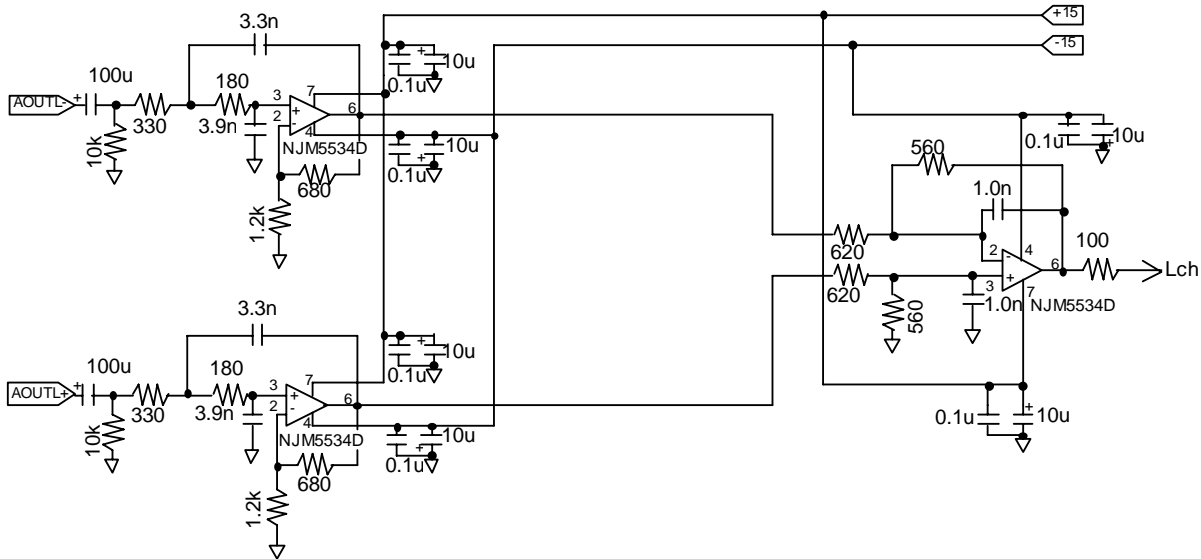 +15
-15
3.3n
10u
0.1u
100u
AOUTL-
+
180
330
3.9n
10k
3
2
+
-
7
4
6
NJM5534D
+
10u
0.1u
+
680
1.2k
0.1u
10u
+
560
1.0n
620
620
560
1.0n
2
3
-
+
4
7
6
NJM5534D
100
Lch
3.3n
10u
0.1u
+
100u
AOUTL+
+
180
330
3.9n
10k
3
2
+
-
7
4
6
NJM5534D
10u
0.1u
+
680
1.2k
0.1u
10u
+